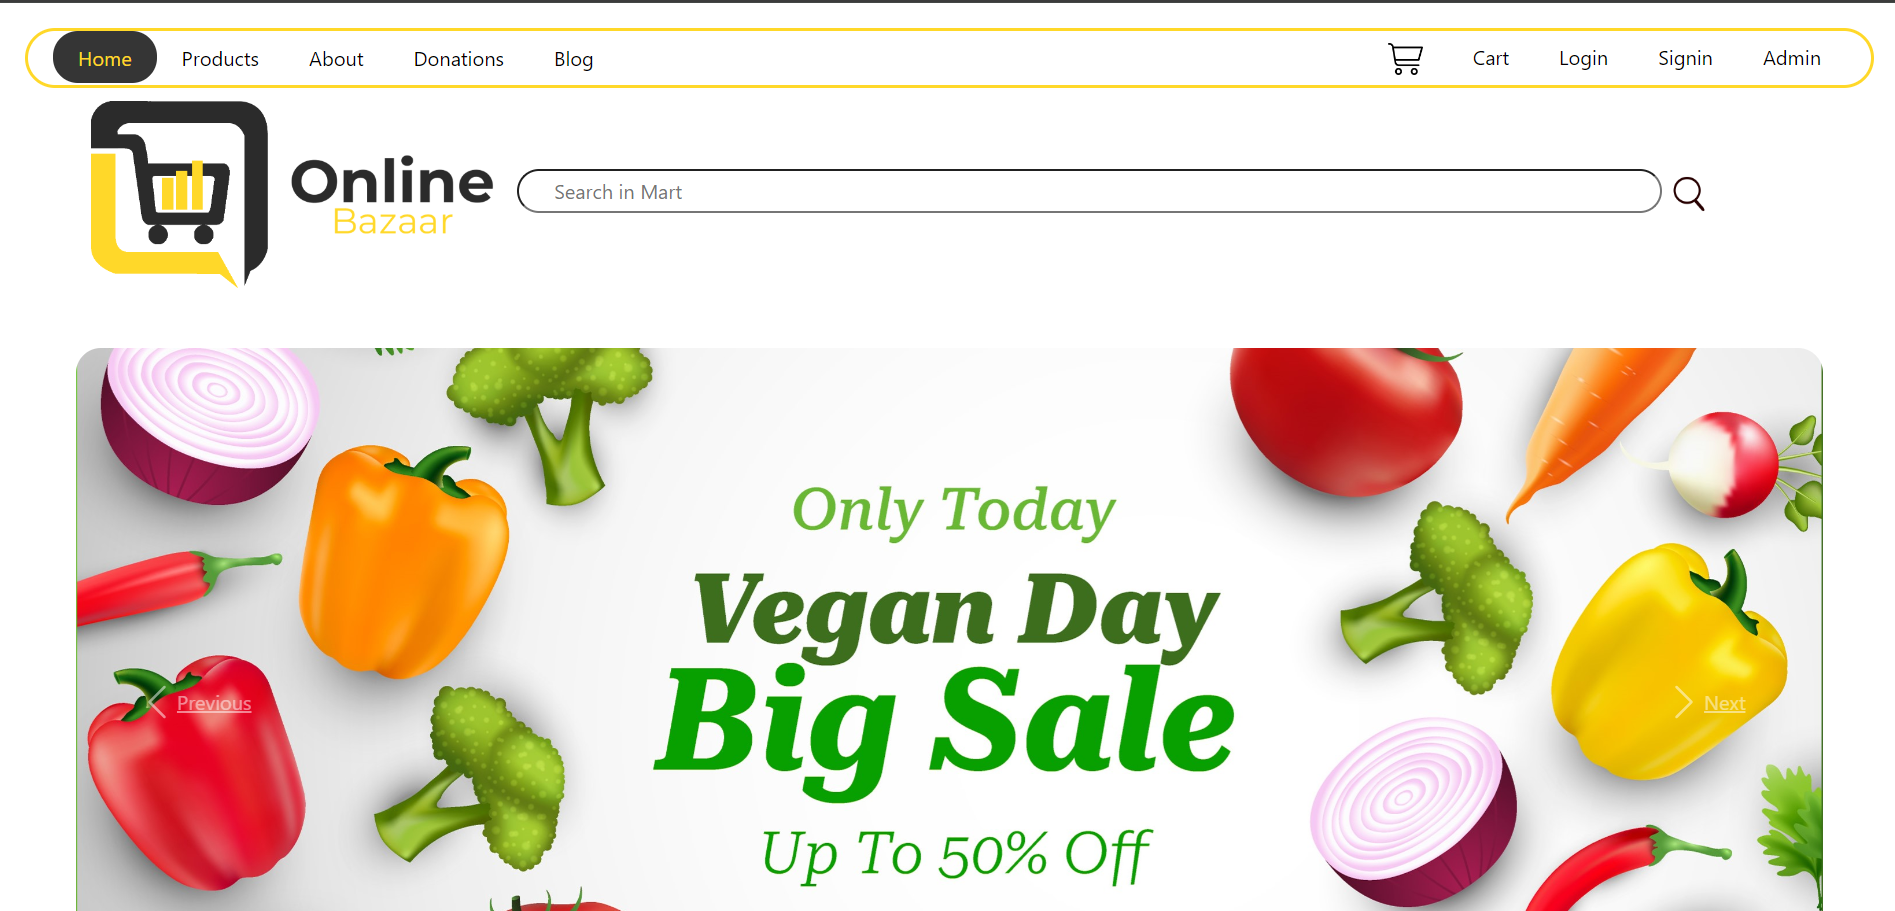 Home Products About Donations Blog Cart Login Signin Admin
Online
Bazaar
Search in Mart
Only Today
Vegan Day
Big Sale
Previous
Next
Up To 50% Off